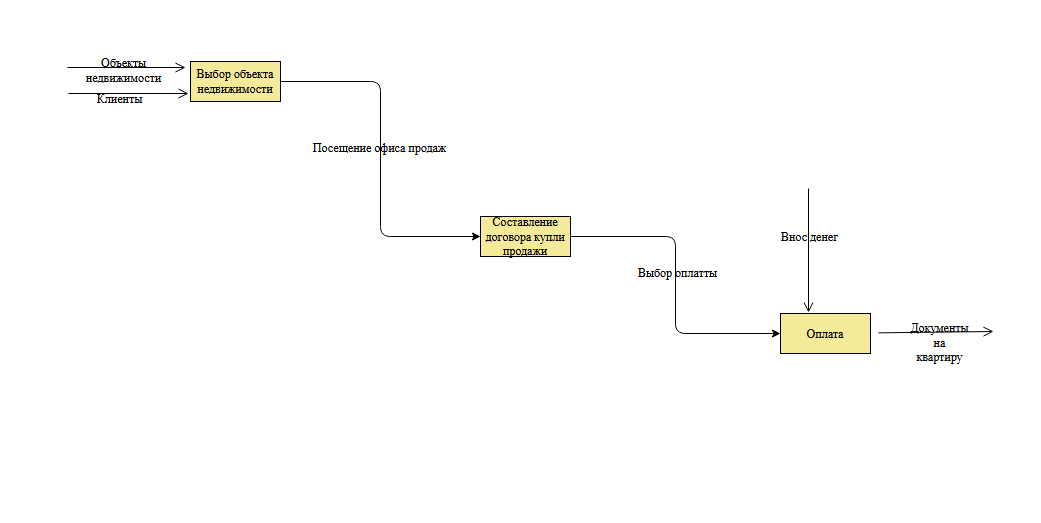 Объекты
недвижимости
Клиенты
Выбор объекта
недвижимости
Посещение офиса продаж
Составление
договора купли
продажи
Выбор оплатты
Внос денег
Оплата
Документы
на
квартиру